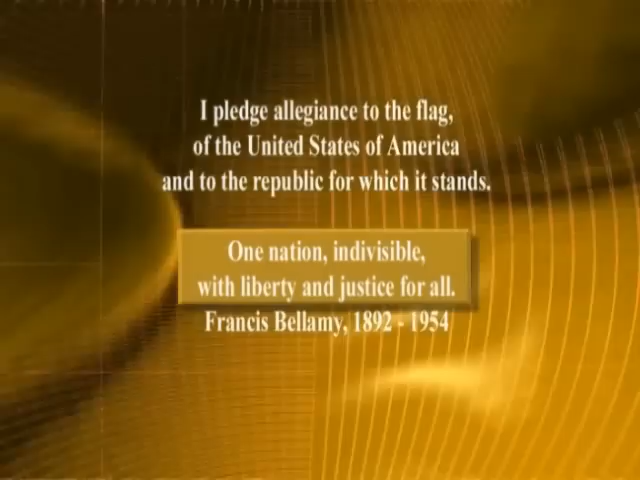 I pledge allegiance to the flag,
of the United States of America
and to the republic for which it stands.
One nation, indivisible,
with liberty and justice for all.
Francis Bellamy, 1892 - 1954